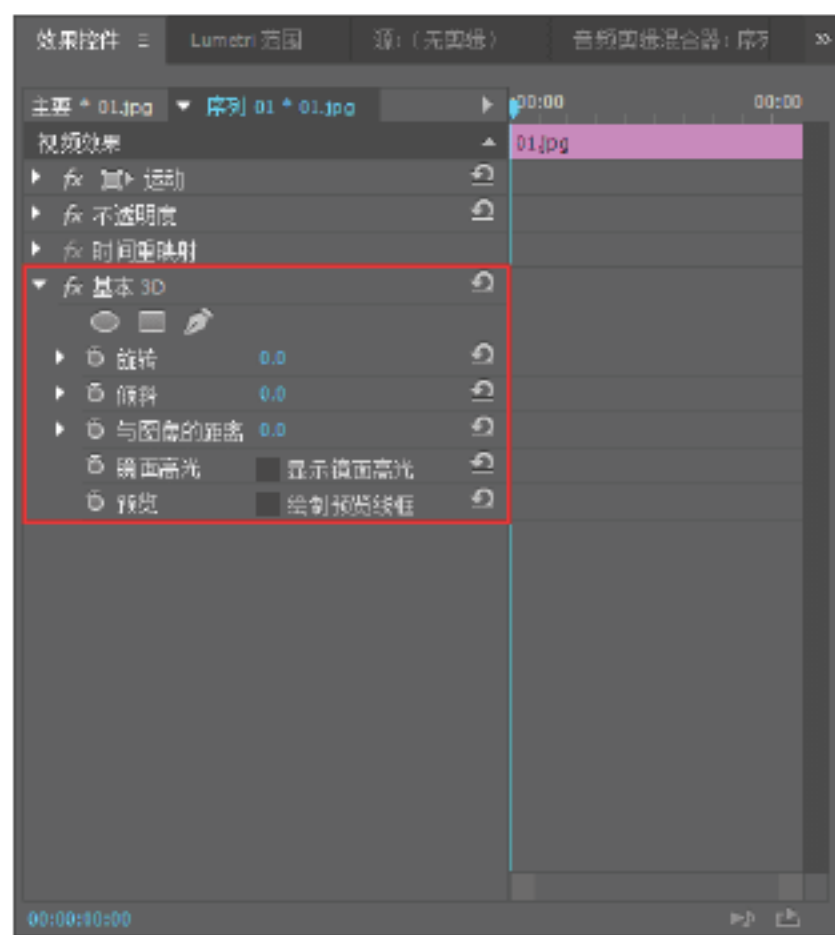 效果控件 ≡ Lumetri 范围 源:(无剪辑) 音频剪辑混合器: 序列 »
主要 * 01.jpg 序列 01 * 01.jpg 00:00 00:00
视频效果 01.jpg
fx 运动
fx 不透明度
fx 时间重映射
fx 基本 3D
旋转 0.0
倾斜 0.0
与图像的距离 0.0
镜面高光 显示镜面高光
预览 绘制预览线框
00:00:00:00